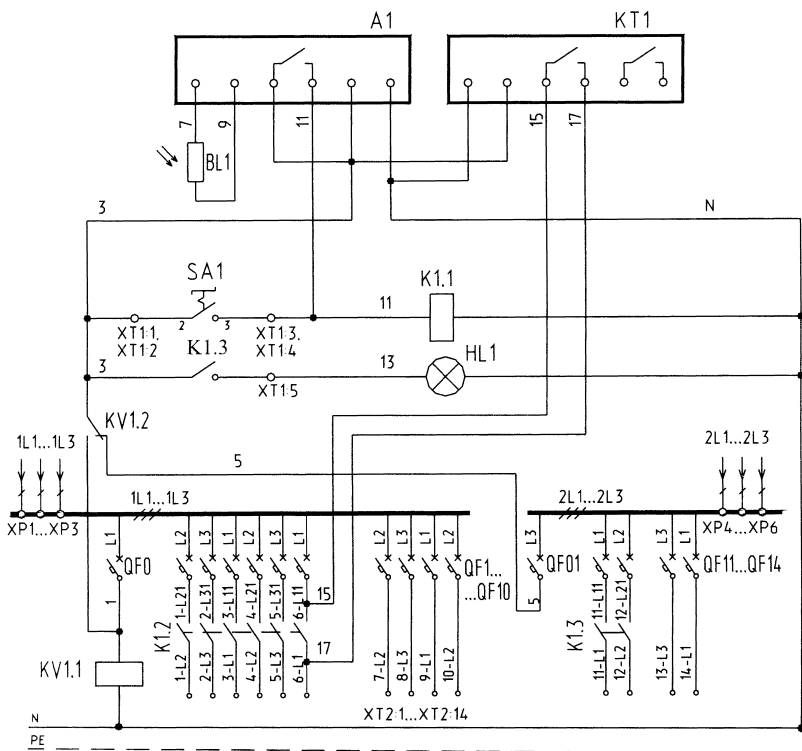 A1 KT1
7 9 11 15 17
BL1
3 N
SA1 K1.1
11
2 3
XT1:1, XT1:3,
XT1:2 XT1:4
K1.3 HL1
3 13
XT1:5
KV1.2
1L1...1L3 2L1...2L3
5
1L1...1L3 2L1...2L3
XP1...XP3 XP4...XP6
L1 L2 L3 L1 L2 L3 L1 L2 L3 L1 L2 L3 L1 L2 L3 L1
QF0 QF1... QF01 QF11...QF14
...QF10
1 1-L21 2-L31 3-L11 4-L21 5-L31 6-L11 15 5 11-L11 12-L21
K1.2 17 K1.3
1-L2 2-L3 3-L1 4-L2 5-L3 6-L1 7-L2 8-L3 9-L1 10-L2 11-L1 12-L2 13-L3 14-L1
KV1.1
XT2:1...XT2:14
N
PE